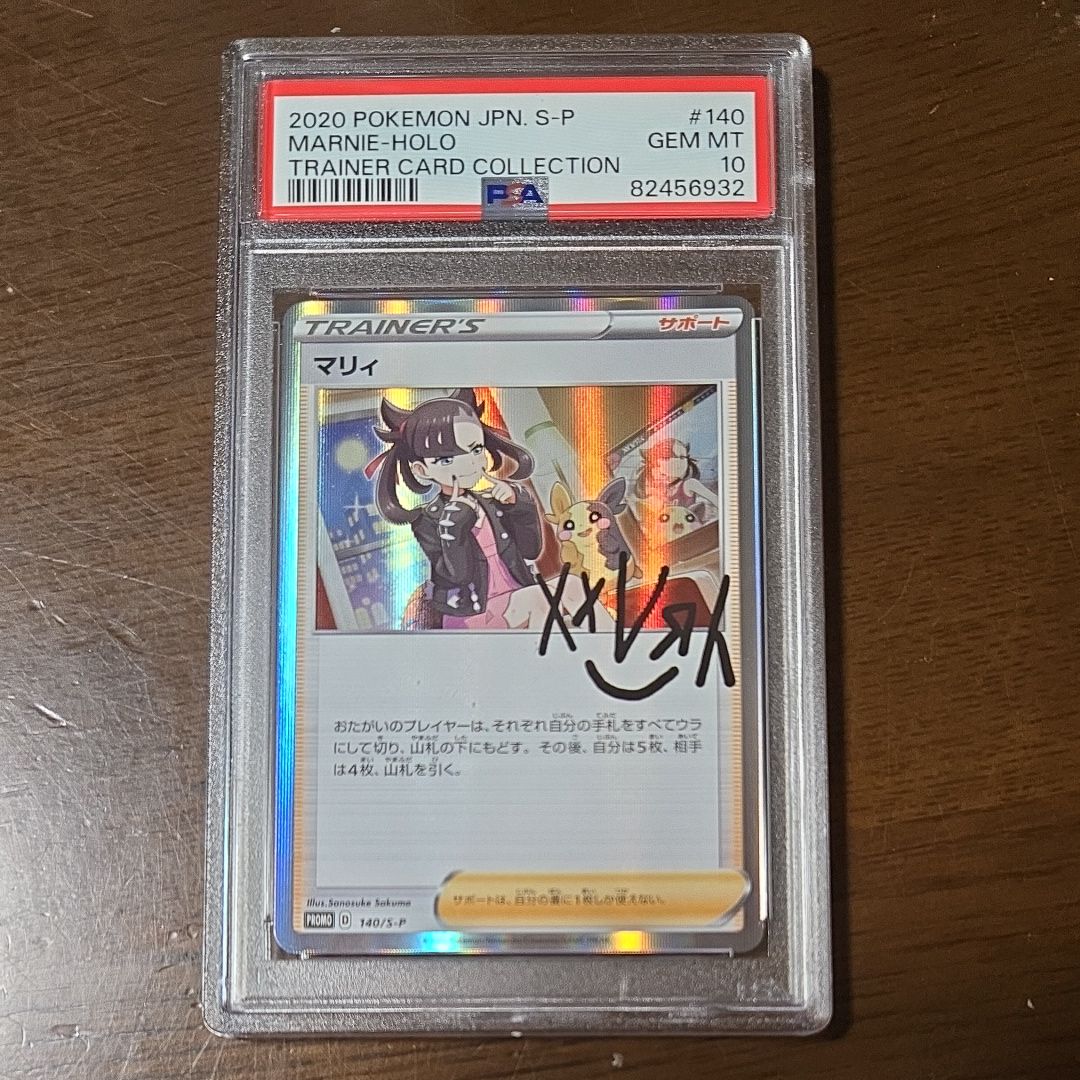 2020 POKEMON JPN. S-P #140
MARNIE-HOLO GEM MT
TRAINER CARD COLLECTION 10
PSA 82456932
TRAINER'S サポート
マリィ
おたがいのプレイヤーは、それぞれ自分の手札をすべてウラ
にして切り、山札の下にもどす。その後、自分は5枚、相手
は4枚、山札を引く。
サポートは、自分の番に1枚しか使えない。
Illus.Sanosuke Sakuma
PROMO D 140/S-P